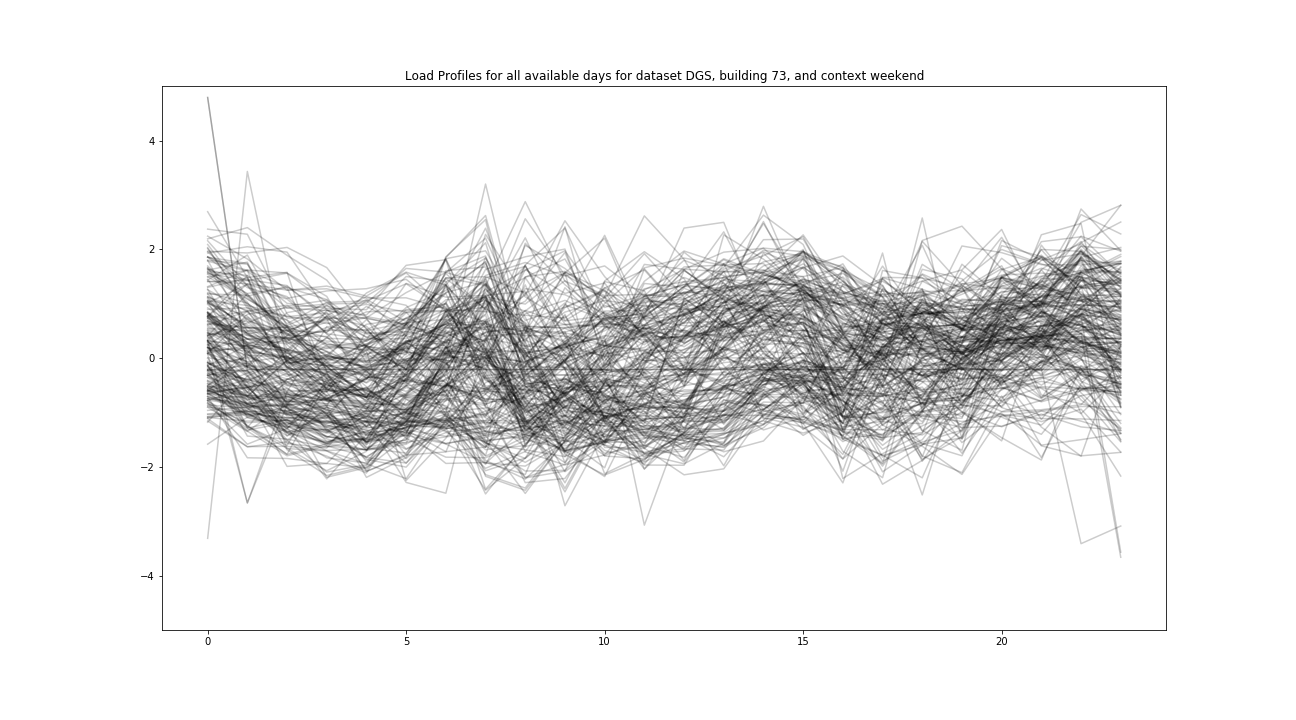 Load Profiles for all available days for dataset DGS, building 73, and context weekend
4
2
0
−2
−4
0 5 10 15 20